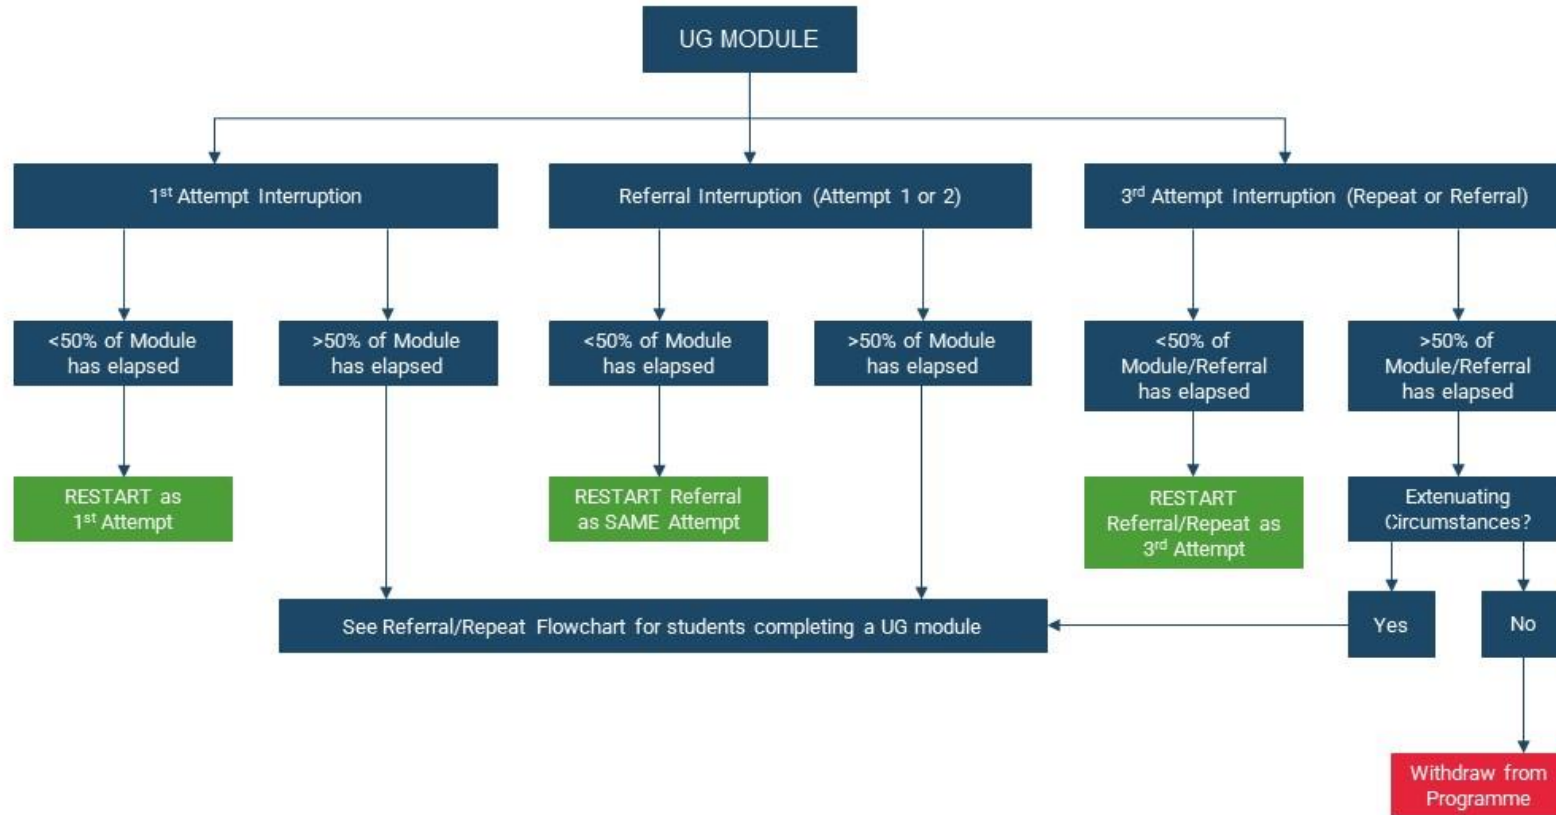 UG MODULE
1st Attempt Interruption
Referral Interruption (Attempt 1 or 2)
3rd Attempt Interruption (Repeat or Referral)
<50% of Module
has elapsed
>50% of Module
has elapsed
<50% of Module
has elapsed
>50% of Module
has elapsed
<50% of
Module/Referral
has elapsed
>50% of
Module/Referral
has elapsed
RESTART as
1st Attempt
RESTART Referral
as SAME Attempt
RESTART
Referral/Repeat as
3rd Attempt
Extenuating
Circumstances?
See Referral/Repeat Flowchart for students completing a UG module
Yes
No
Withdraw from
Programme